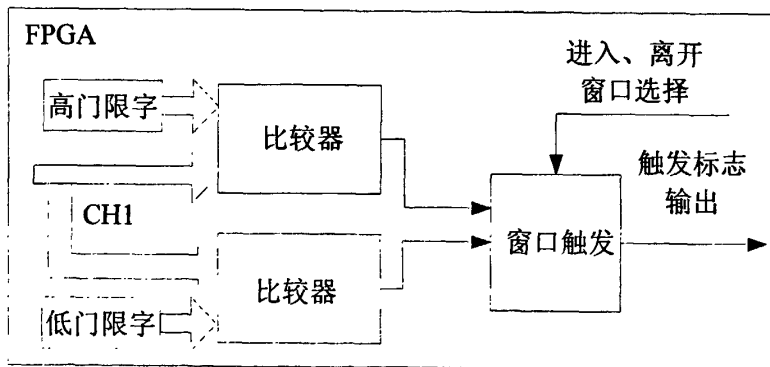 FPGA
高门限字
比较器
进入、离开
窗口选择
CH1
触发标志
输出
窗口触发
比较器
低门限字